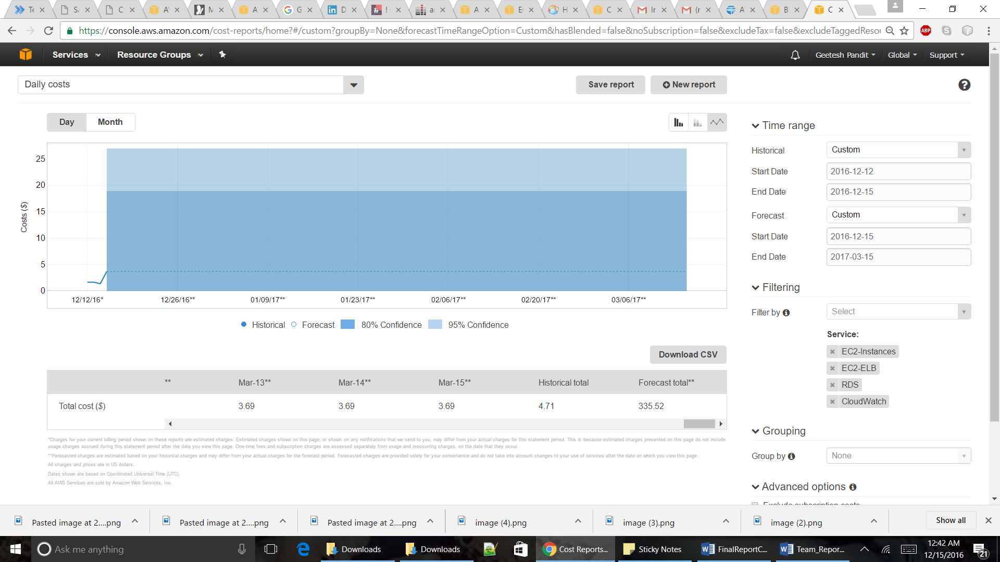 Te
Sa
C
A
M
A
G
D
!
a
A
E
H
C
Ir
(r
A
B
C
https://console.aws.amazon.com/cost-reports/home?#/custom?groupBy=None&forecastTimeRangeOption=Custom&hasBlended=false&noSubscription=false&excludeTax=false&excludeTaggedResou
ABP
Services
Resource Groups
Geetesh Pandit
Global
Support
Daily costs
Save report
New report
Day
Month
25
20
15
10
5
0
Costs ($)
12/12/16*
12/26/16**
01/09/17**
01/23/17**
02/06/17**
02/20/17**
03/06/17**
Historical
Forecast
80% Confidence
95% Confidence
Download CSV
** Mar-13** Mar-14** Mar-15** Historical total Forecast total**
Total cost ($) 3.69 3.69 3.69 4.71 335.52
*Charges for your current billing period shown on these reports are estimated charges. Estimated charges shown on this page, or shown on any notifications that we send to you, may differ from your actual charges for this statement period. This is because estimated charges presented on this page do not include
usage charges accrued during this statement period after the date you view this page. One-time fees and subscription charges are assessed separately from usage and reoccurring charges, on the date that they occur.
**Forecasted charges are estimated based on your historical charges and may differ from your actual charges for the forecast period. Forecasted charges are provided solely for your convenience and do not take into account changes to your use of services after the date on which you view this page.
All charges and prices are in US dollars.
Dates shown are based on Coordinated Universal Time (UTC).
All AWS Services are sold by Amazon Web Services, Inc.
Time range
Historical Custom
Start Date 2016-12-12
End Date 2016-12-15
Forecast Custom
Start Date 2016-12-15
End Date 2017-03-15
Filtering
Filter by Select
Service:
EC2-Instances
EC2-ELB
RDS
CloudWatch
Grouping
Group by None
Advanced options
Exclude subscription costs
Pasted image at 2....png
Pasted image at 2....png
Pasted image at 2....png
image (4).png
image (3).png
image (2).png
Show all
Ask me anything
Downloads
Downloads
Cost Reports...
Sticky Notes
FinalReportC...
Team_Repor...
12:42 AM
12/15/2016
21